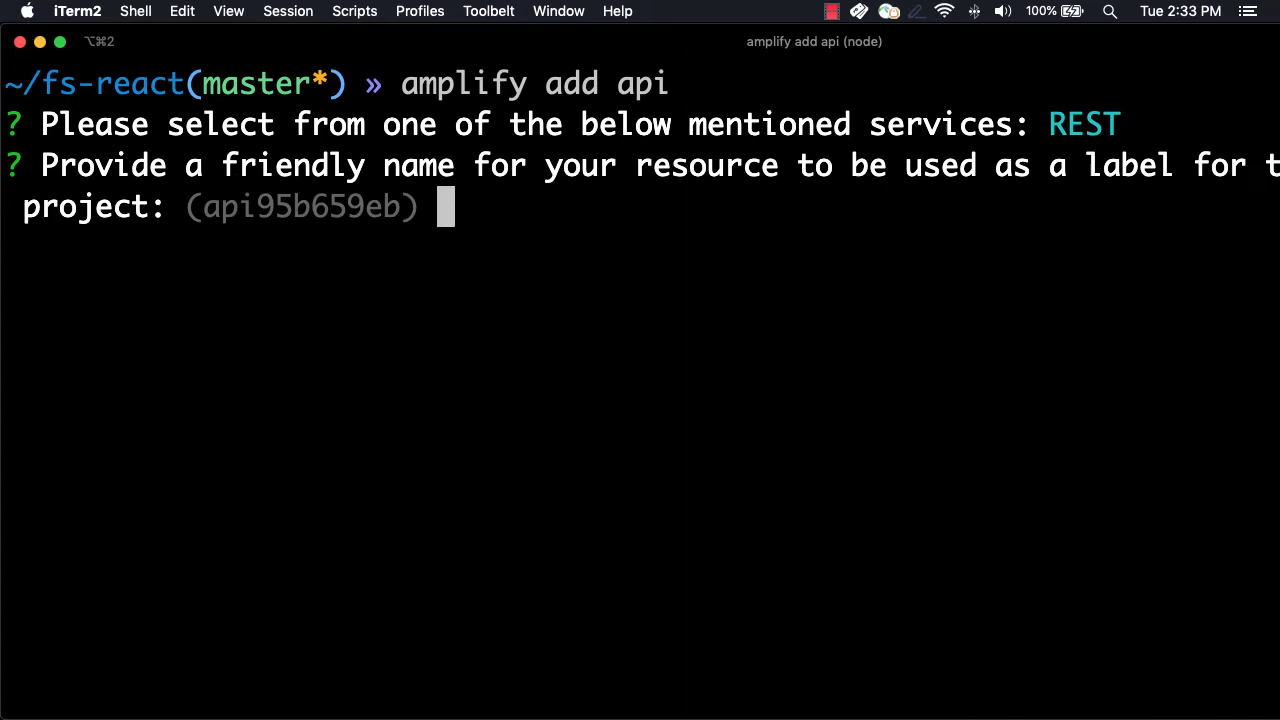 iTerm2 Shell Edit View Session Scripts Profiles Toolbelt Window Help 100% Tue 2:33 PM
⌥⌘2 amplify add api (node)
~/fs-react(master*) » amplify add api
? Please select from one of the below mentioned services: REST
? Provide a friendly name for your resource to be used as a label for t
project: (api95b659eb)